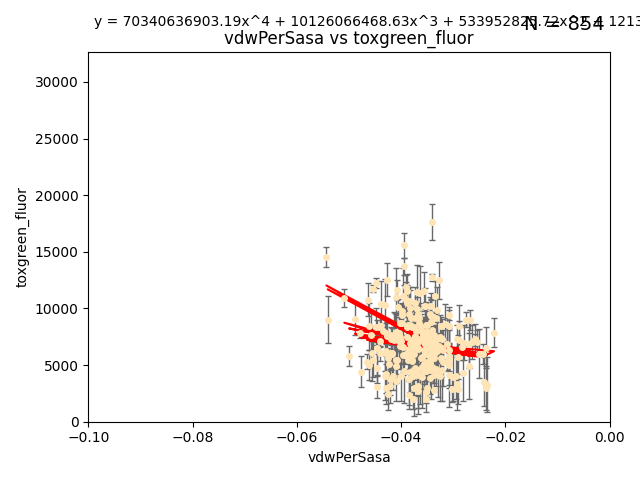 y = 70340636903.19x^4 + 10126066468.63x^3 +
N = 854
vdwPerSasa vs toxgreen_fluor
30000
25000
20000
15000
10000
5000
0
toxgreen_fluor
−0.10
−0.08
−0.06
−0.04
−0.02
0.00
vdwPerSasa